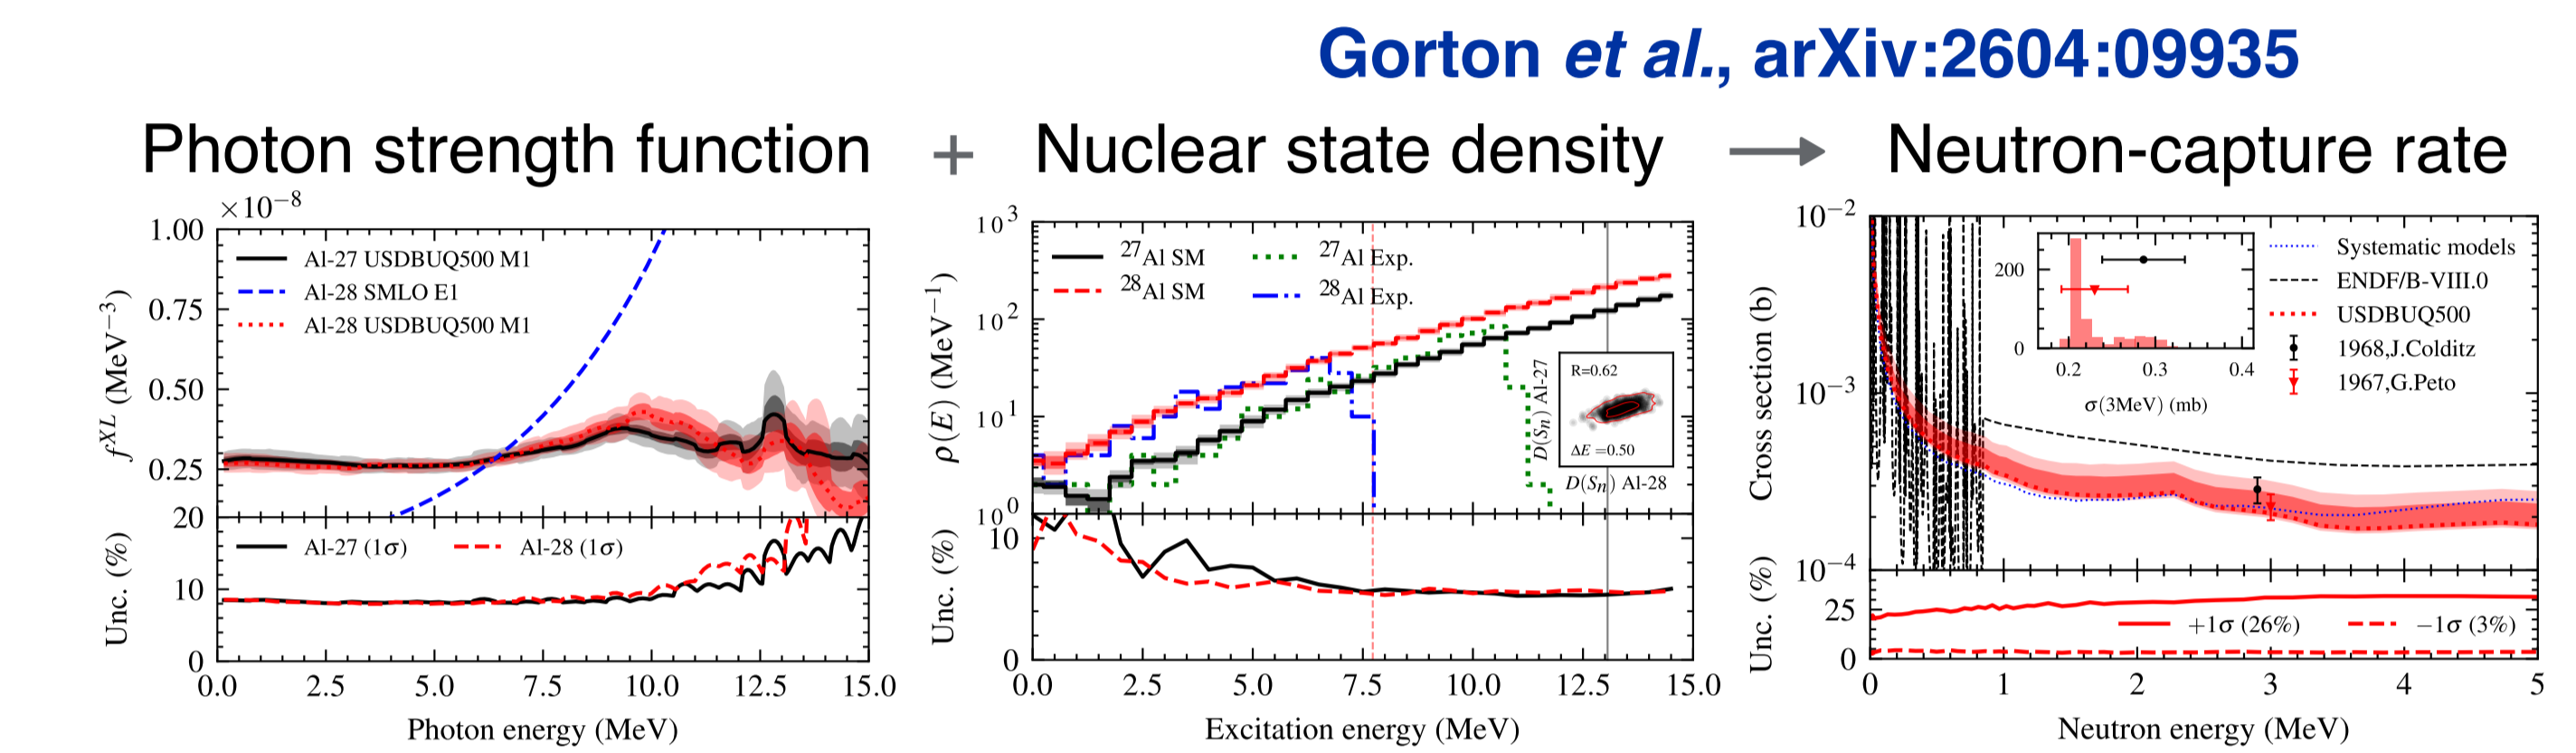 Gorton et al., arXiv:2604:09935
Photon strength function + Nuclear state density → Neutron-capture rate
×10⁻⁸
1.00
0.75
0.50
0.25
f^{XL} (MeV⁻³)
Al-27 USDBUQ500 M1
Al-28 SMLO E1
Al-28 USDBUQ500 M1
20
10
0
Unc. (%)
Al-27 (1σ)
Al-28 (1σ)
0.0 2.5 5.0 7.5 10.0 12.5 15.0
Photon energy (MeV)
10³
10²
10¹
10⁰
ρ(E) (MeV⁻¹)
²⁷Al SM
²⁸Al SM
²⁷Al Exp.
²⁸Al Exp.
R=0.62
ΔE =0.50
D(Sₙ) Al-27
D(Sₙ) Al-28
10
0
Unc. (%)
0.0 2.5 5.0 7.5 10.0 12.5 15.0
Excitation energy (MeV)
10⁻²
10⁻³
10⁻⁴
Cross section (b)
200
0
0.2 0.3 0.4
σ(3MeV) (mb)
Systematic models
ENDF/B-VIII.0
USDBUQ500
1968,J.Colditz
1967,G.Peto
25
0
Unc. (%)
+1σ (26%)
−1σ (3%)
0 1 2 3 4 5
Neutron energy (MeV)